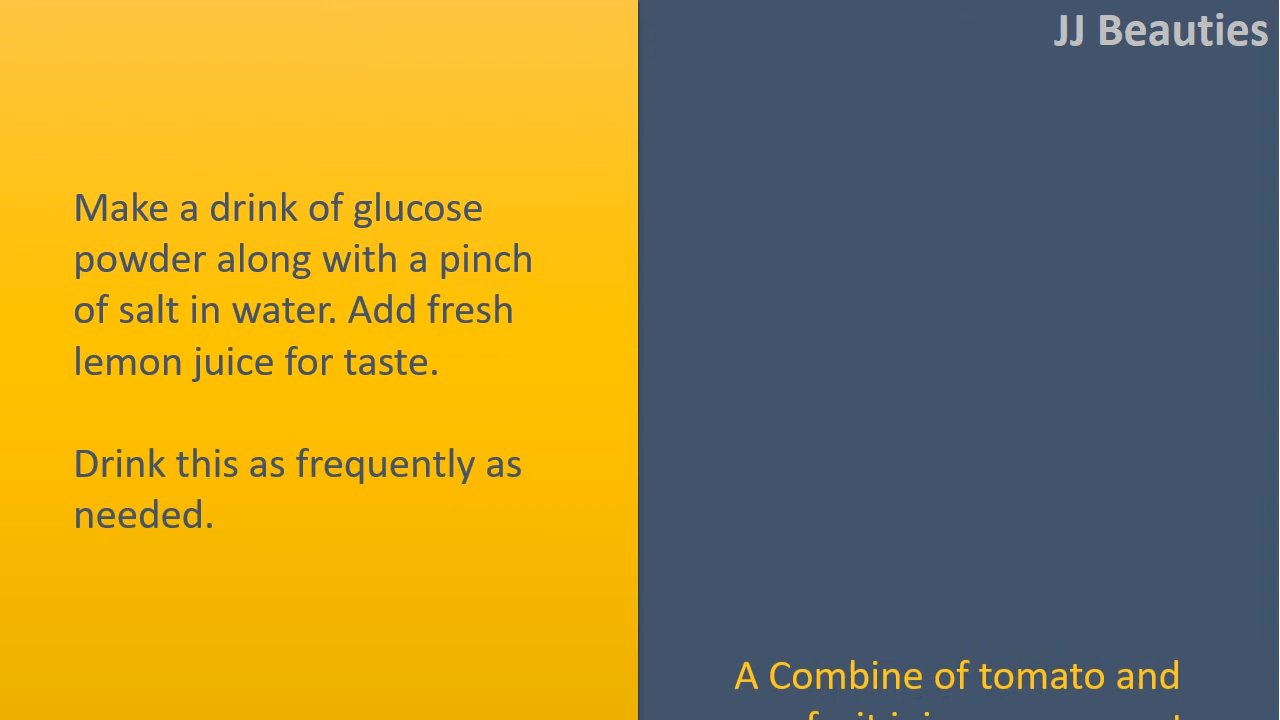 JJ Beauties
Make a drink of glucose
powder along with a pinch
of salt in water. Add fresh
lemon juice for taste.
Drink this as frequently as
needed.
A Combine of tomato and